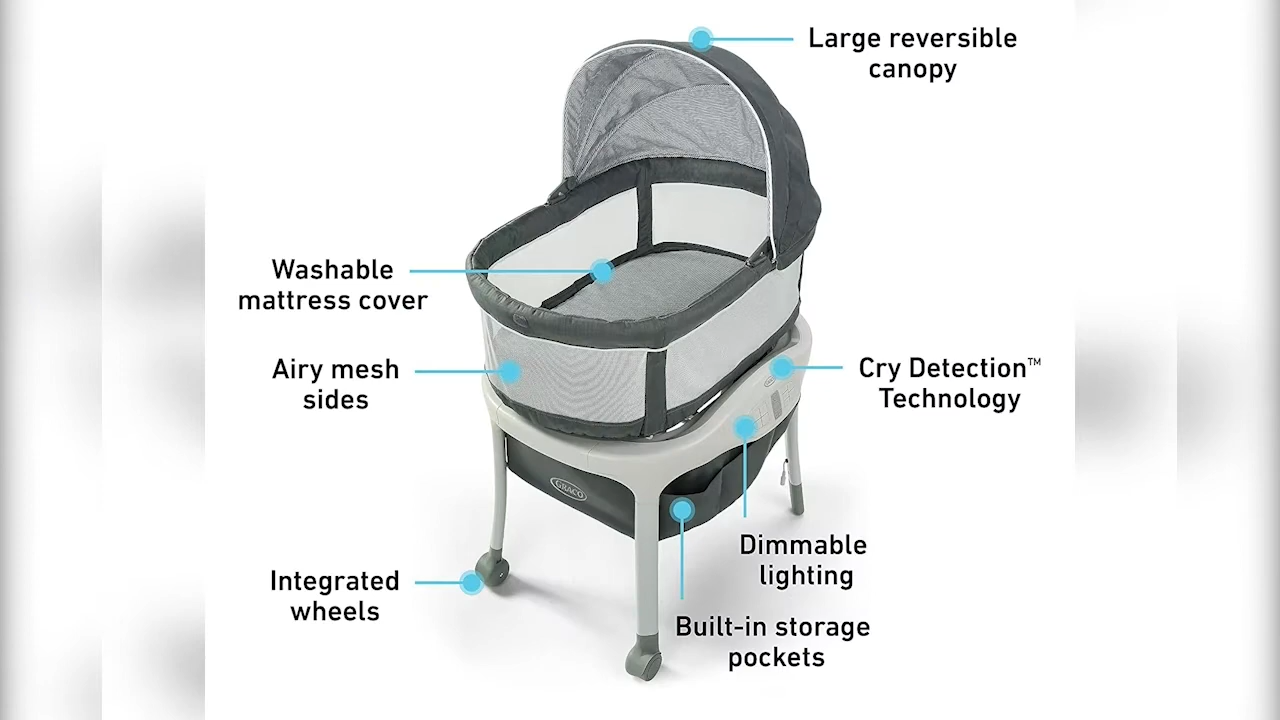 Large reversible
canopy
Washable
mattress cover
Airy mesh
sides
Cry Detection™
Technology
GRACO
Dimmable
lighting
Integrated
wheels
Built-in storage
pockets